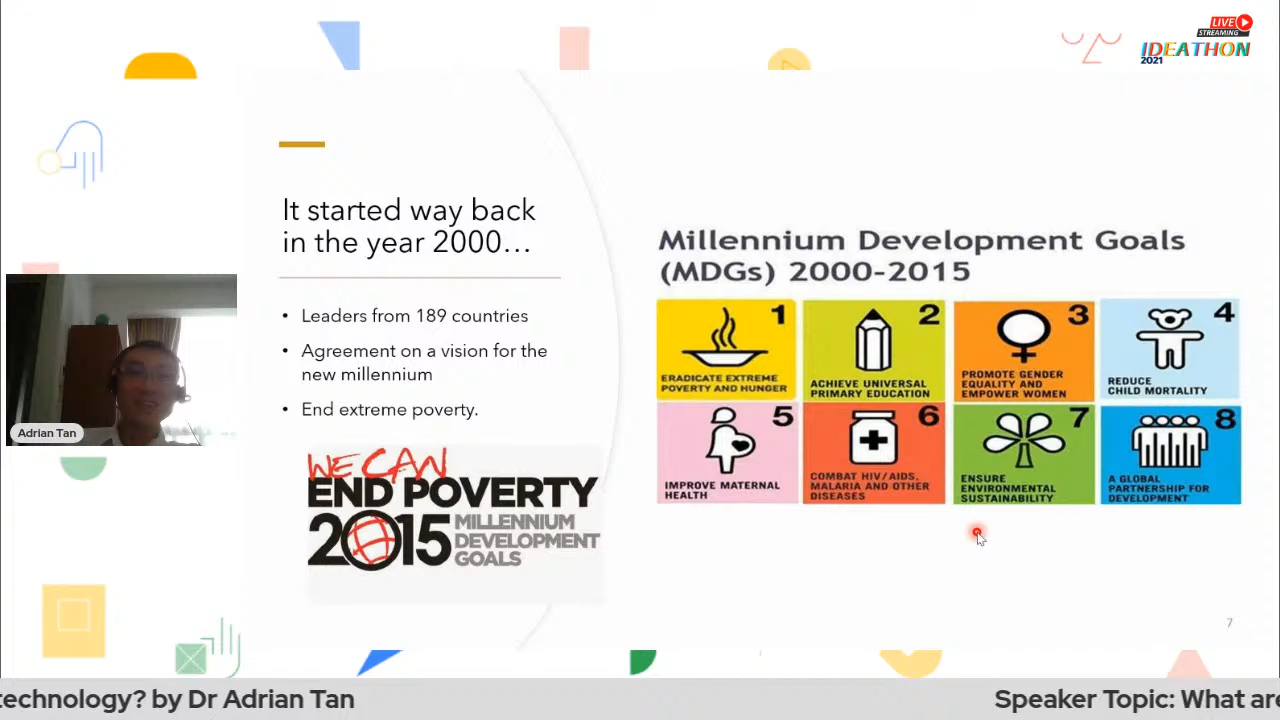 LIVE
STREAMING
IDEATHON
2021
It started way back
in the year 2000…
• Leaders from 189 countries
• Agreement on a vision for the
new millennium
• End extreme poverty.
WE CAN
END POVERTY
2015 MILLENNIUM
DEVELOPMENT
GOALS
Millennium Development Goals
(MDGs) 2000-2015
1
ERADICATE EXTREME
POVERTY AND HUNGER
2
ACHIEVE UNIVERSAL
PRIMARY EDUCATION
3
PROMOTE GENDER
EQUALITY AND
EMPOWER WOMEN
4
REDUCE
CHILD MORTALITY
5
IMPROVE MATERNAL
HEALTH
6
COMBAT HIV/AIDS,
MALARIA AND OTHER
DISEASES
7
ENSURE
ENVIRONMENTAL
SUSTAINABILITY
8
A GLOBAL
PARTNERSHIP FOR
DEVELOPMENT
Adrian Tan
7
technology? by Dr Adrian Tan
Speaker Topic: What are